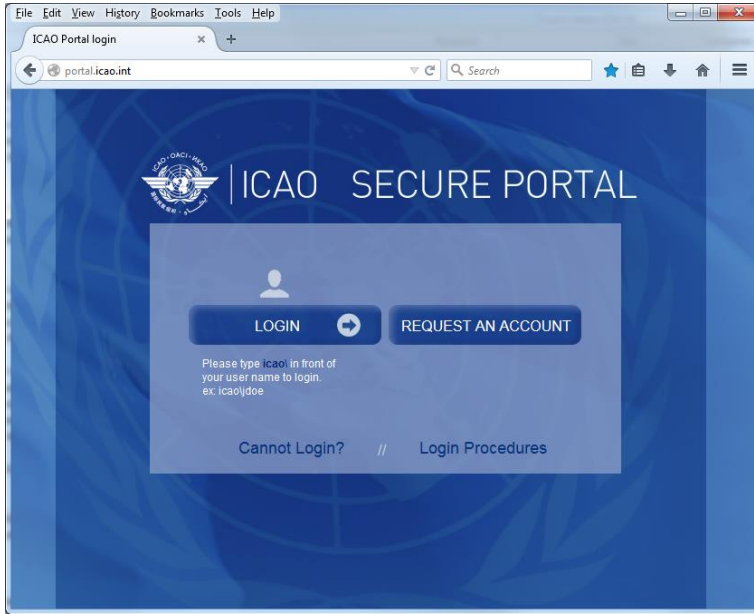 File Edit View History Bookmarks Tools Help
ICAO Portal login
portal.icao.int
Search
ICAO SECURE PORTAL
LOGIN
REQUEST AN ACCOUNT
Please type icao\ in front of
your user name to login.
ex: icao\jdoe
Cannot Login? // Login Procedures